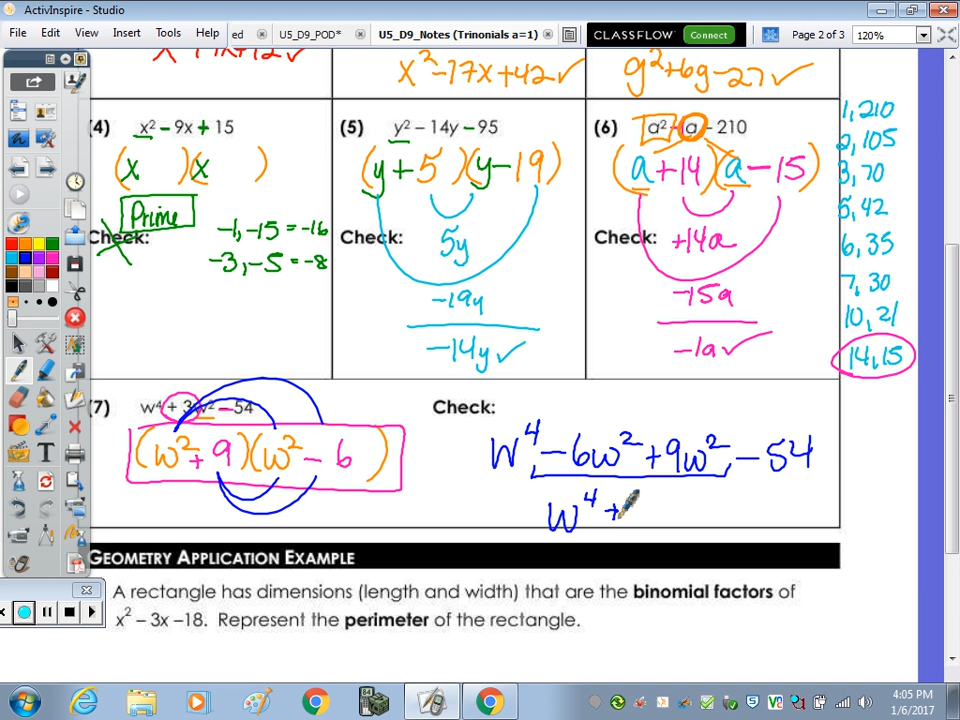 ActivInspire
File Edit View Insert Tools Help
ed U5_D9_POD* U5_D9_Notes (Trinonials a=1) CLASSFLOW Connect Page 2 of 3 120%
x² - 17x + 42 ✓
g² + 6g - 27 ✓
(4) x² – 9x + 15
(x )(x )
Prime
-1, -15 = -16
-3, -5 = -8
Check:
(5) y² – 14y – 95
(y + 5)(y - 19)
Check:
5y
-19y
-14y ✓
(6) a² - 1a - 210
(a + 14)(a - 15)
Check:
+14a
-15a
-1a ✓
1, 210
2, 105
3, 70
5, 42
6, 35
7, 30
10, 21
14, 15
(7) w⁴ + 3w² – 54
(w² + 9)(w² - 6)
Check:
w⁴ - 6w² + 9w² - 54
w⁴ +
GEOMETRY APPLICATION EXAMPLE
A rectangle has dimensions (length and width) that are the binomial factors of
x² – 3x –18. Represent the perimeter of the rectangle.
4:05 PM
1/6/2017